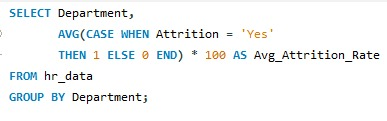 SELECT Department,
AVG(CASE WHEN Attrition = 'Yes'
THEN 1 ELSE 0 END) * 100 AS Avg_Attrition_Rate
FROM hr_data
GROUP BY Department;